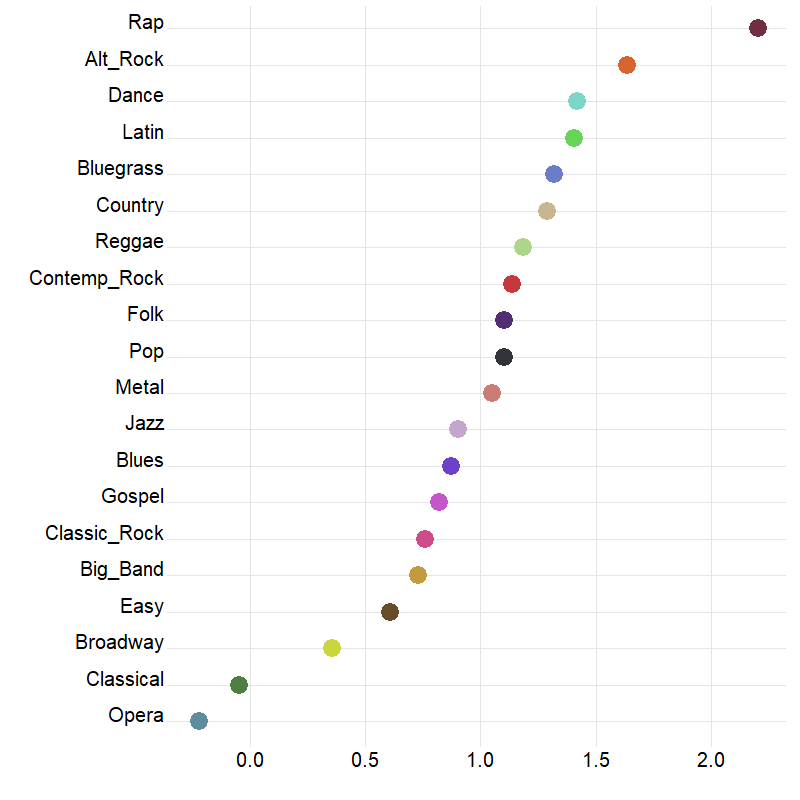 Rap
Alt_Rock
Dance
Latin
Bluegrass
Country
Reggae
Contemp_Rock
Folk
Pop
Metal
Jazz
Blues
Gospel
Classic_Rock
Big_Band
Easy
Broadway
Classical
Opera
0.0 0.5 1.0 1.5 2.0